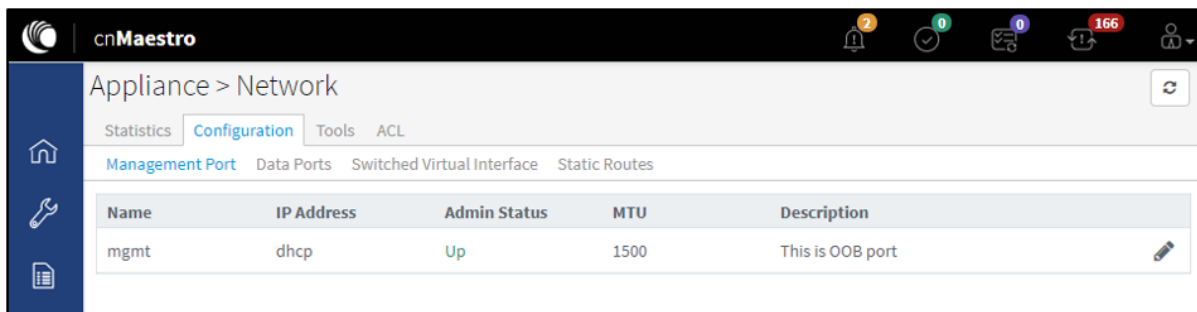 cnMaestro 2 0 0 166
Appliance > Network
Statistics Configuration Tools ACL
Management Port Data Ports Switched Virtual Interface Static Routes
Name IP Address Admin Status MTU Description
mgmt dhcp Up 1500 This is OOB port